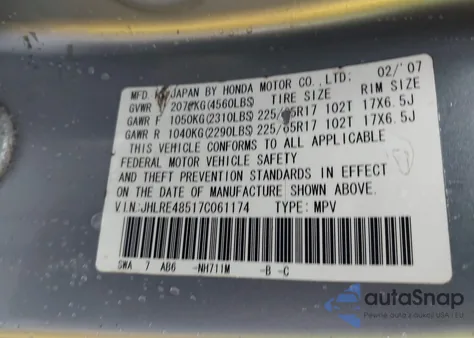 MFD. BY JAPAN BY HONDA MOTOR CO.,LTD: 02/'07
GVWR 2070KG(4560LBS) TIRE SIZE RIM SIZE
GAWR F 1050KG(2310LBS) 225/65R17 102T 17X6.5J
GAWR R 1040KG(2290LBS) 225/65R17 102T 17X6.5J
THIS VEHICLE CONFORMS TO ALL APPLICABLE
FEDERAL MOTOR VEHICLE SAFETY
AND THEFT PREVENTION STANDARDS IN EFFECT
ON THE DATE OF MANUFACTURE SHOWN ABOVE.
VIN:JHLRE48517C061174 TYPE: MPV
SWA 7 AB6 -NH711M -B -C
autoSnap